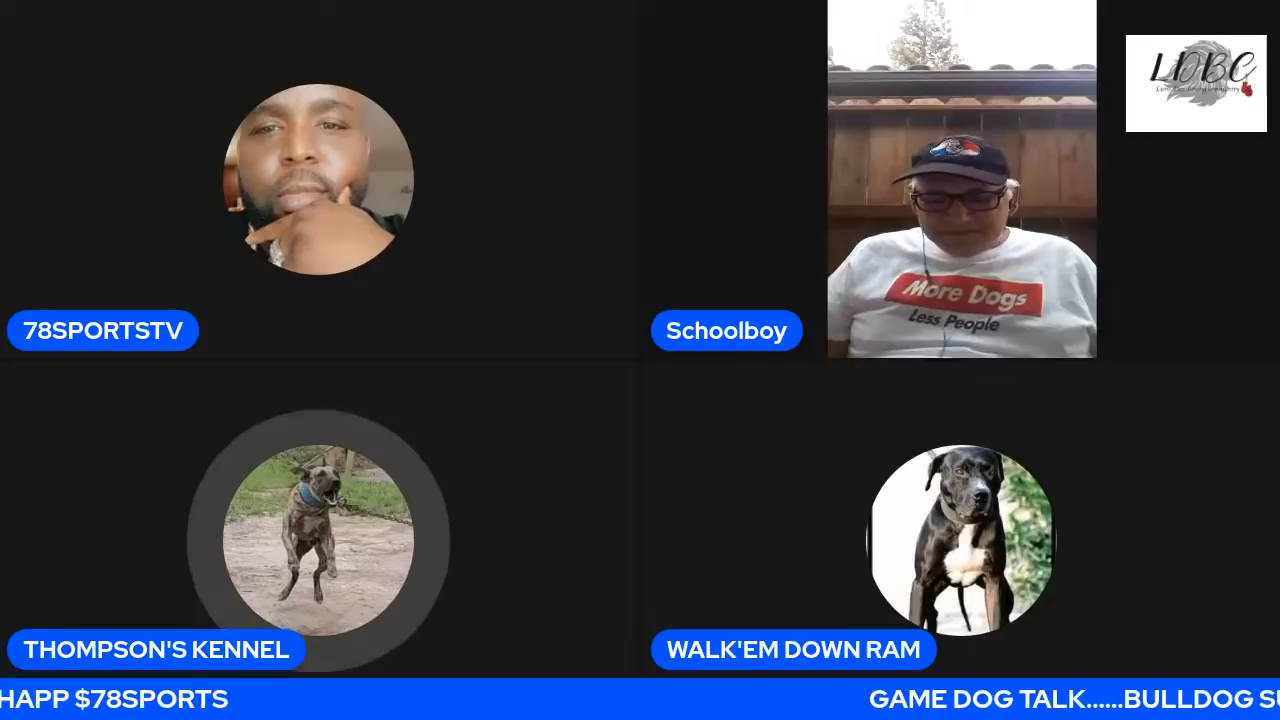 LDBC
78SPORTSTV
More Dogs
Less People
Schoolboy
THOMPSON'S KENNEL
WALK'EM DOWN RAM
HAPP $78SPORTS
GAME DOG TALK......BULLDOG SU